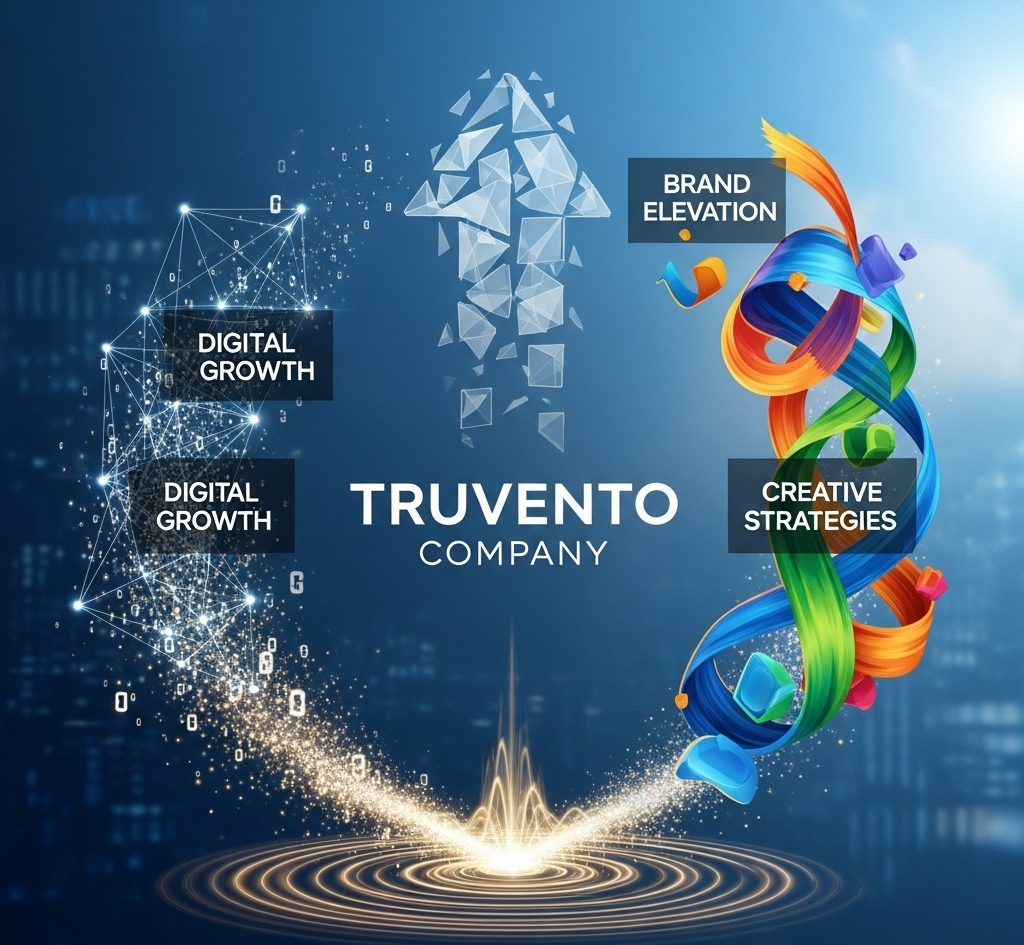 BRAND
ELEVATION
DIGITAL
GROWTH
DIGITAL
GROWTH
TRUVENTO
COMPANY
CREATIVE
STRATEGIES